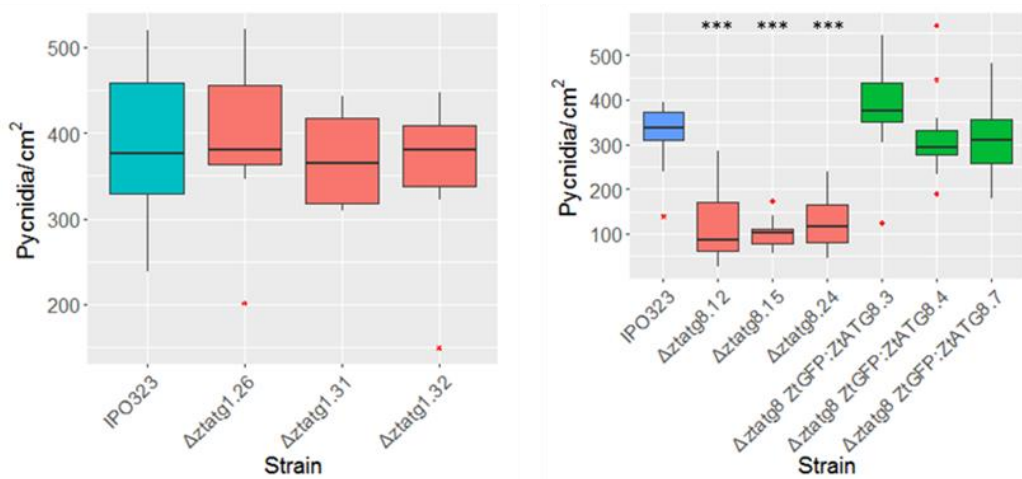 Pycnidia/cm²
500
400
300
200
IPO323
Δztatg1.26
Δztatg1.31
Δztatg1.32
Strain
***
***
***
Pycnidia/cm²
500
400
300
200
100
IPO323
Δztatg8.12
Δztatg8.15
Δztatg8.24
Δztatg8 ZtGFP:ZtATG8.3
Δztatg8 ZtGFP:ZtATG8.4
Δztatg8 ZtGFP:ZtATG8.7
Strain